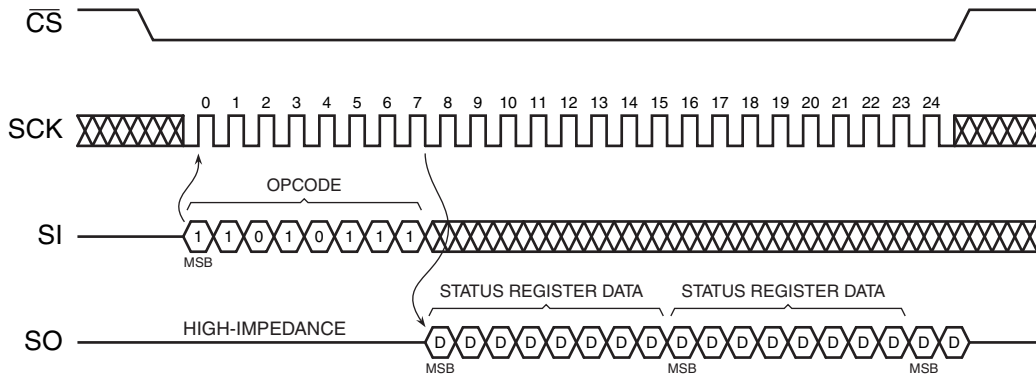 CS
0 1 2 3 4 5 6 7 8 9 10 11 12 13 14 15 16 17 18 19 20 21 22 23 24
SCK
OPCODE
SI 1 1 0 1 0 1 1 1
MSB
STATUS REGISTER DATA STATUS REGISTER DATA
HIGH-IMPEDANCE
SO D D D D D D D D D D D D D D D D D D
MSB MSB MSB